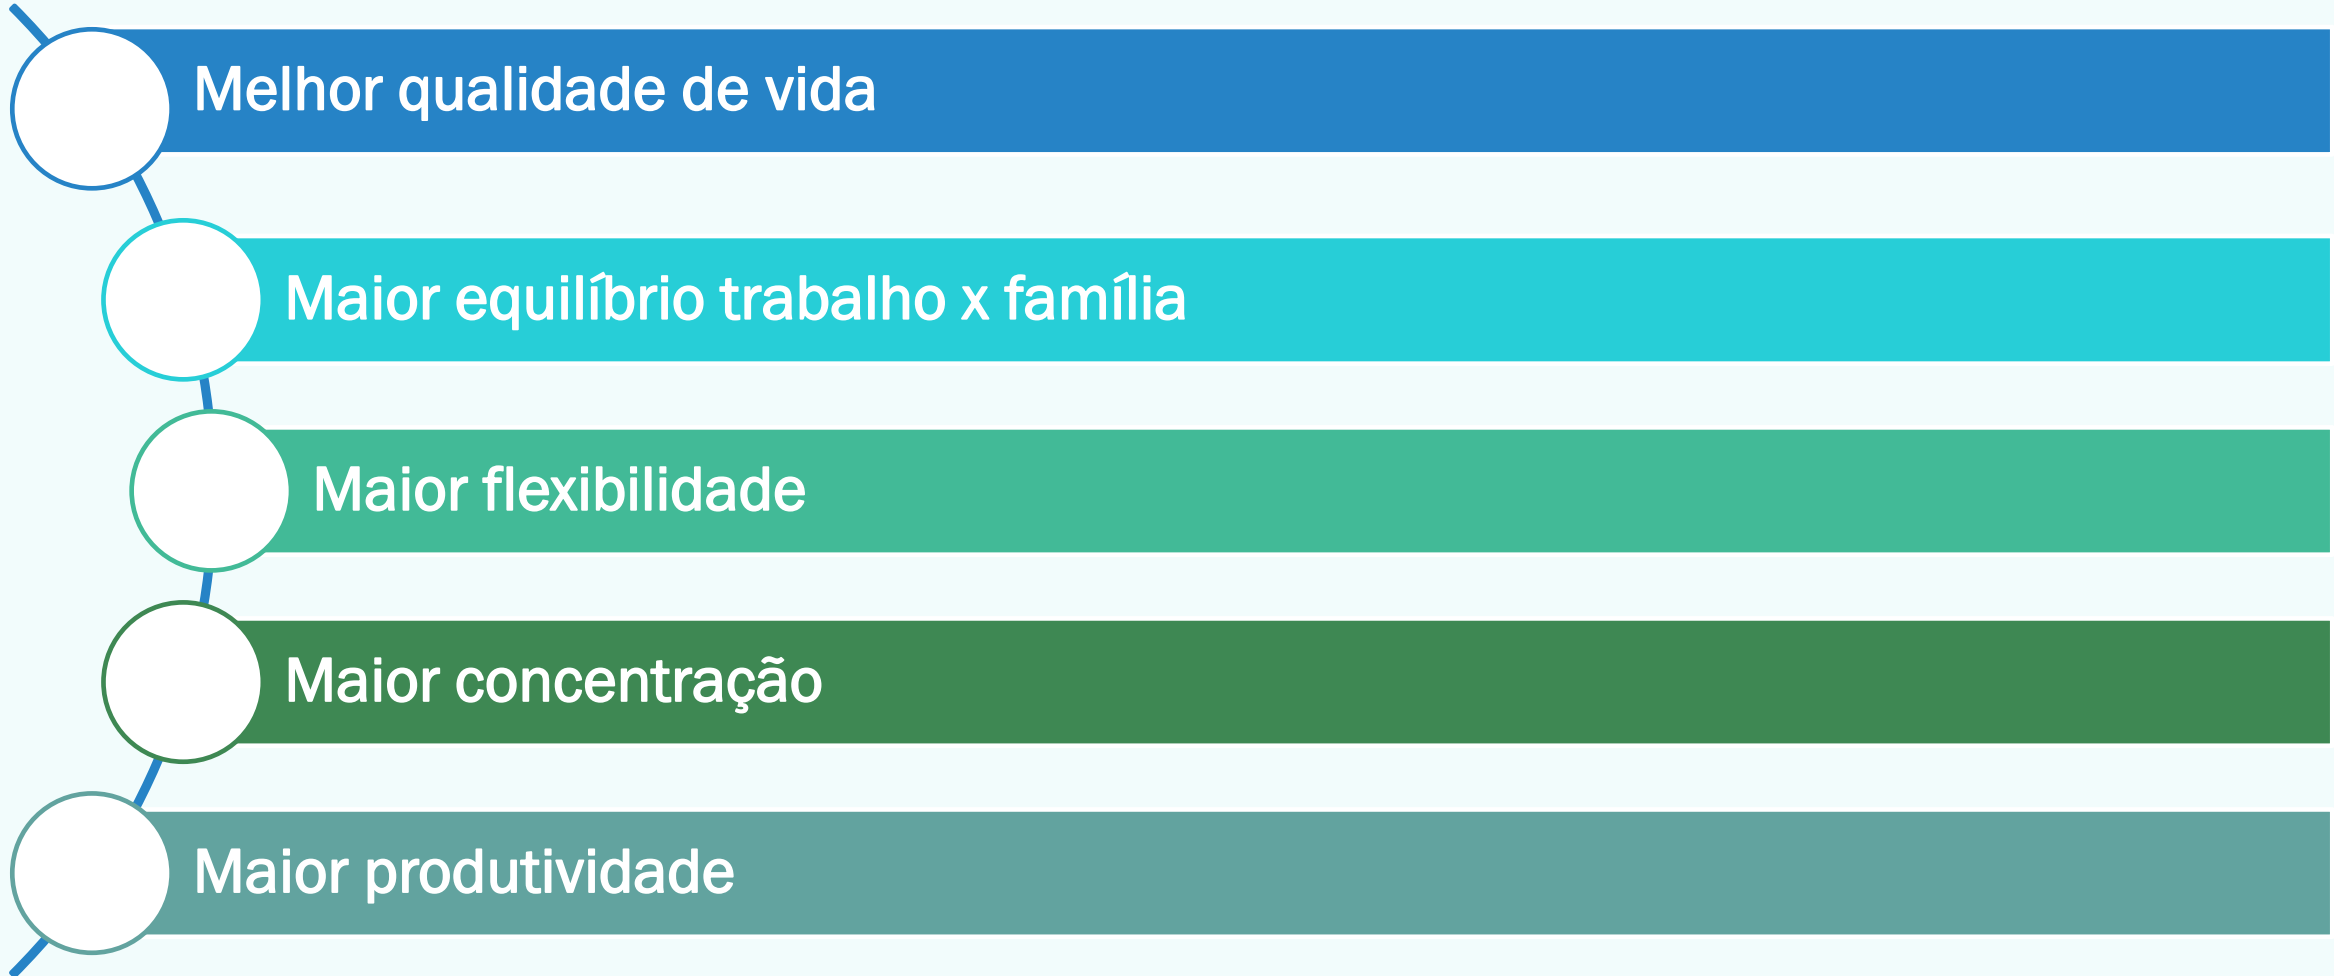 Melhor qualidade de vida
Maior equilíbrio trabalho x família
Maior flexibilidade
Maior concentração
Maior produtividade